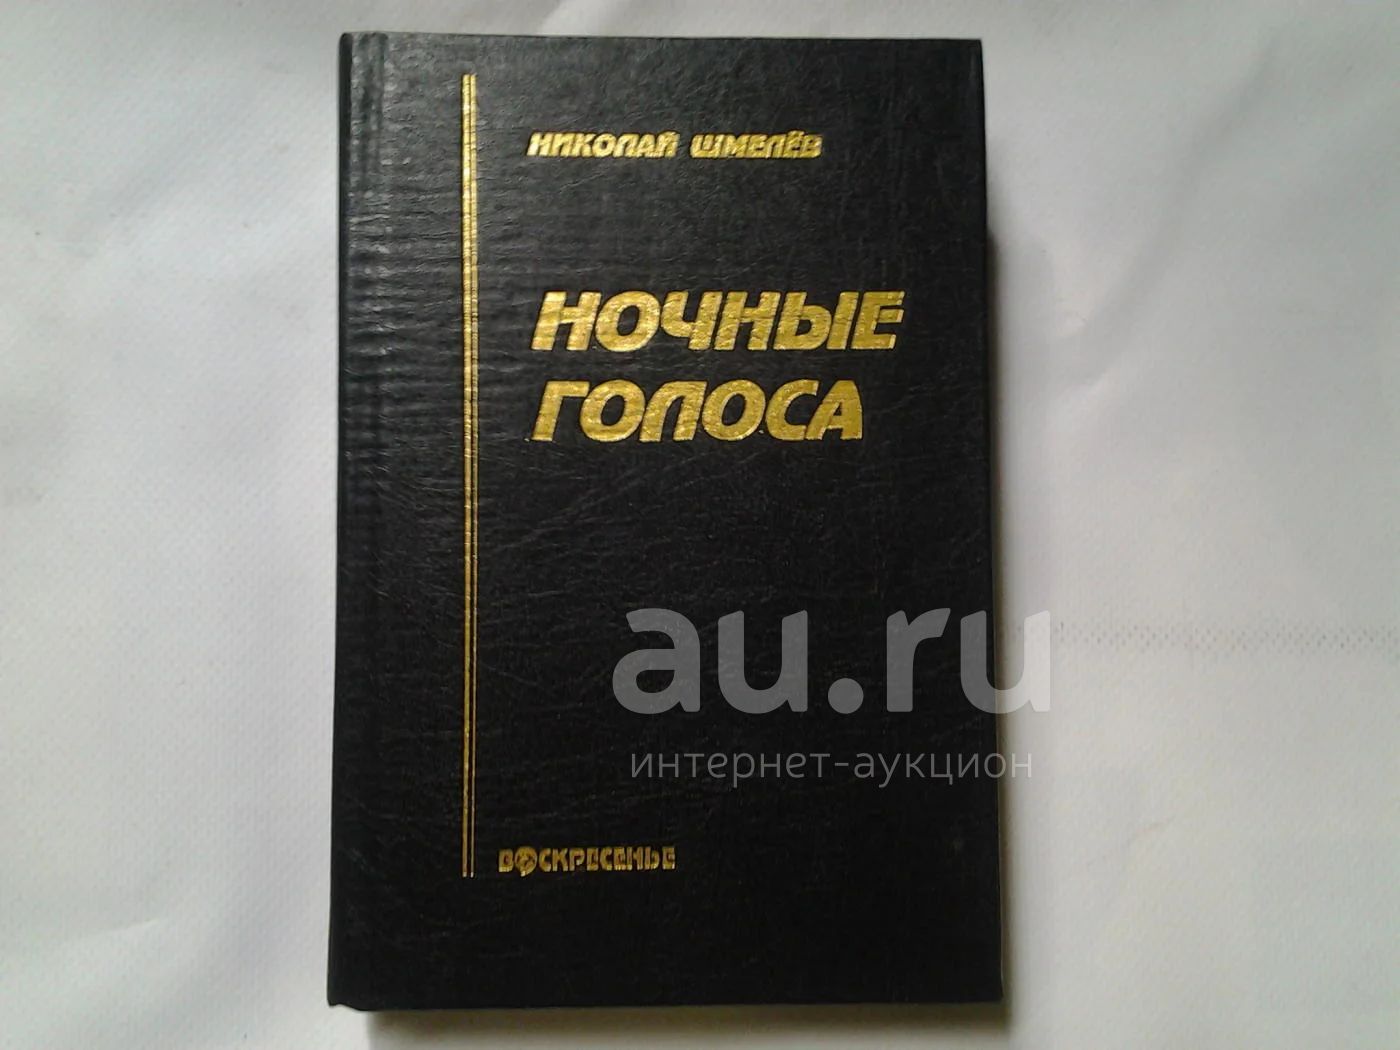 НИКОЛАЙ ШМЕЛЁВ
НОЧНЫЕ
ГОЛОСА
au.ru
интернет-аукцион
ВОСКРЕСЕНЬЕ